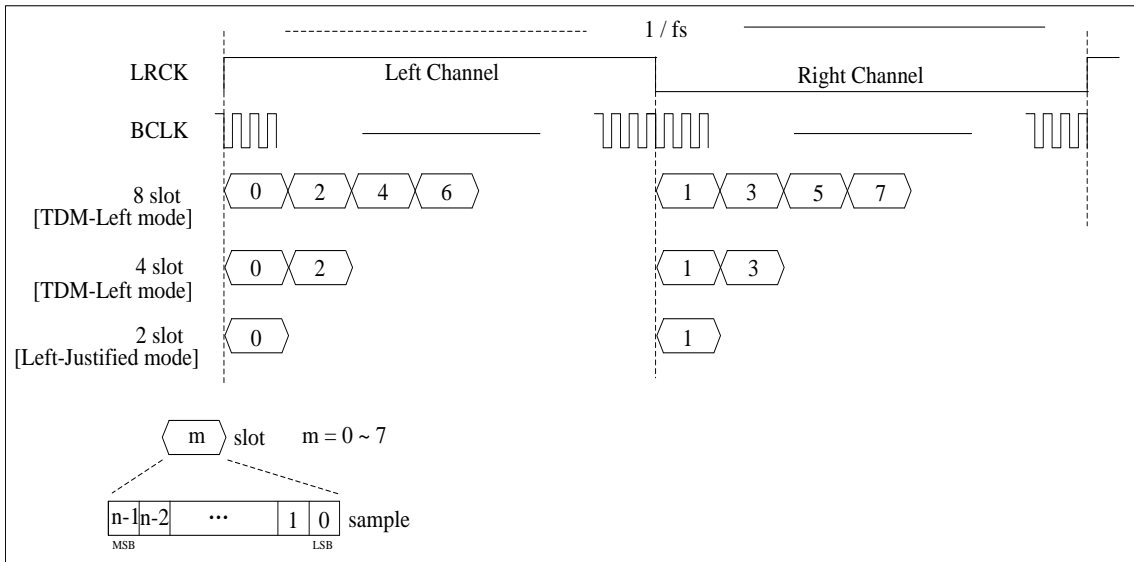 1 / fs
LRCK
Left Channel
Right Channel
BCLK
8 slot
[TDM-Left mode]
0 2 4 6 1 3 5 7
4 slot
[TDM-Left mode]
0 2 1 3
2 slot
[Left-Justified mode]
0 1
m slot m = 0 ~ 7
n-1 n-2 ... 1 0 sample
MSB LSB